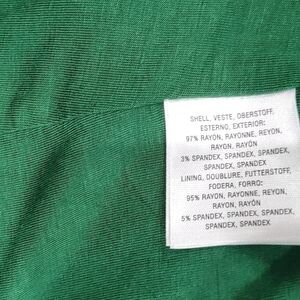 SHELL, VESTE, OBERSTOFF,
ESTERNO, EXTERIOR:
97% RAYON, RAYONNE, REYON,
RAYON, RAYÓN
3% SPANDEX, SPANDEX, SPANDEX,
SPANDEX, SPANDEX
LINING, DOUBLURE, FUTTERSTOFF,
FODERA, FORRO:
95% RAYON, RAYONNE, REYON,
RAYON, RAYÓN
5% SPANDEX, SPANDEX, SPANDEX,
SPANDEX, SPANDEX